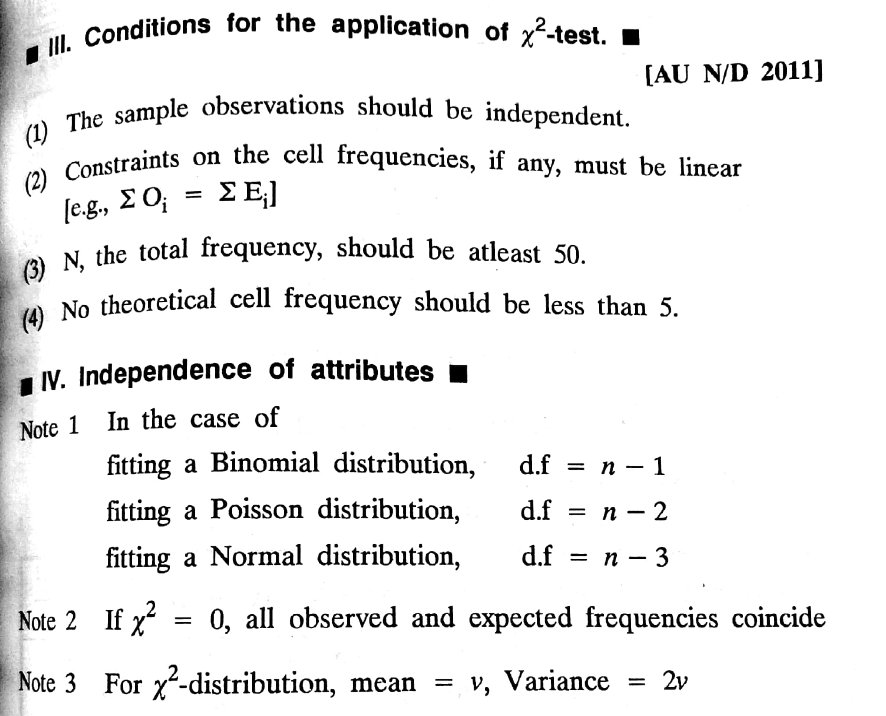 ■ III. Conditions for the application of χ²-test. ■
[AU N/D 2011]
(1) The sample observations should be independent.
(2) Constraints on the cell frequencies, if any, must be linear
[e.g., Σ Oᵢ = Σ Eᵢ]
(3) N, the total frequency, should be atleast 50.
(4) No theoretical cell frequency should be less than 5.
■ IV. Independence of attributes ■
Note 1 In the case of
fitting a Binomial distribution, d.f = n − 1
fitting a Poisson distribution, d.f = n − 2
fitting a Normal distribution, d.f = n − 3
Note 2 If χ² = 0, all observed and expected frequencies coincide
Note 3 For χ²-distribution, mean = ν, Variance = 2ν